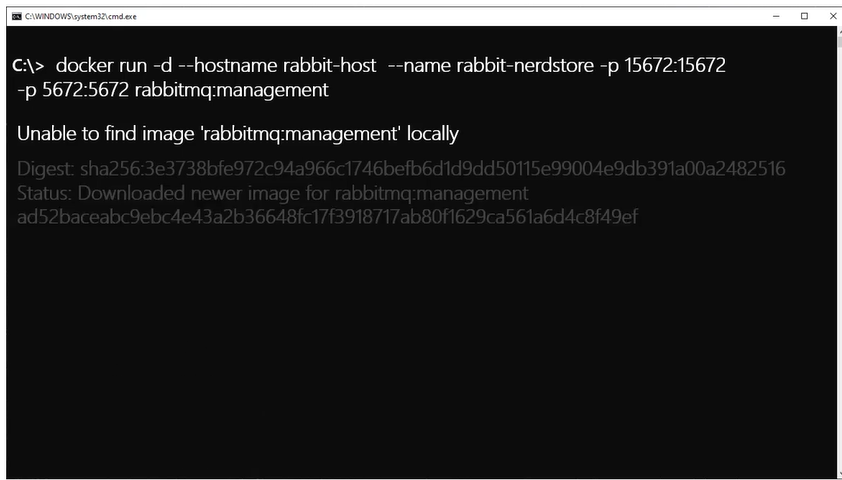 C:\WINDOWS\system32\cmd.exe
C:\> docker run -d --hostname rabbit-host --name rabbit-nerdstore -p 15672:15672
-p 5672:5672 rabbitmq:management
Unable to find image 'rabbitmq:management' locally
Digest: sha256:3e3738bfe972c94a966c1746befb6d1d9dd50115e99004e9db391a00a2482516
Status: Downloaded newer image for rabbitmq:management
ad52baceabc9ebc4e43a2b36648fc17f3918717ab80f1629ca561a6d4c8f49ef